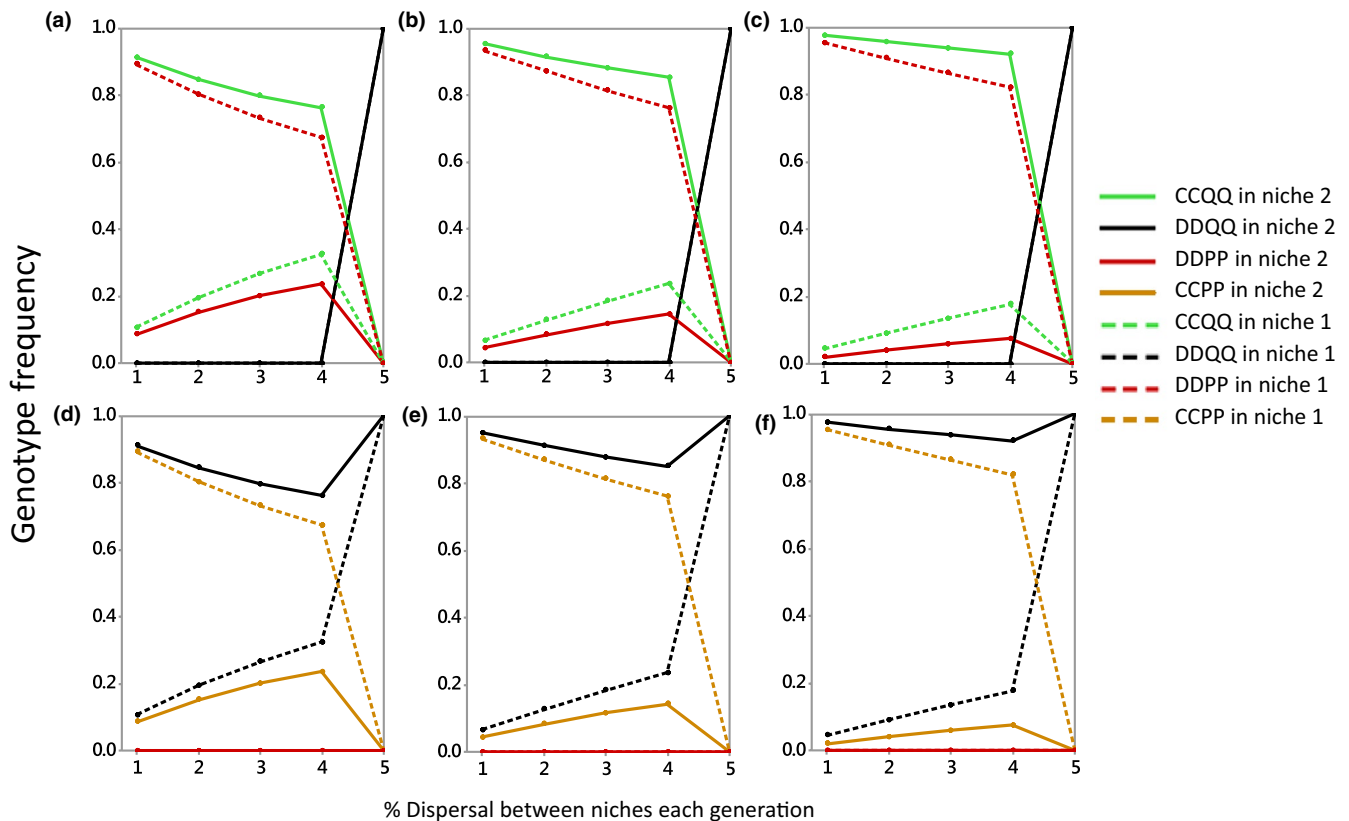 Genotype frequency
(a)
1.0
0.8
0.6
0.4
0.2
0.0
1 2 3 4 5
(b)
1.0
0.8
0.6
0.4
0.2
0.0
1 2 3 4 5
(c)
1.0
0.8
0.6
0.4
0.2
0.0
1 2 3 4 5
(d)
1.0
0.8
0.6
0.4
0.2
0.0
1 2 3 4 5
(e)
1.0
0.8
0.6
0.4
0.2
0.0
1 2 3 4 5
(f)
1.0
0.8
0.6
0.4
0.2
0.0
1 2 3 4 5
% Dispersal between niches each generation
CCQQ in niche 2
DDQQ in niche 2
DDPP in niche 2
CCPP in niche 2
CCQQ in niche 1
DDQQ in niche 1
DDPP in niche 1
CCPP in niche 1